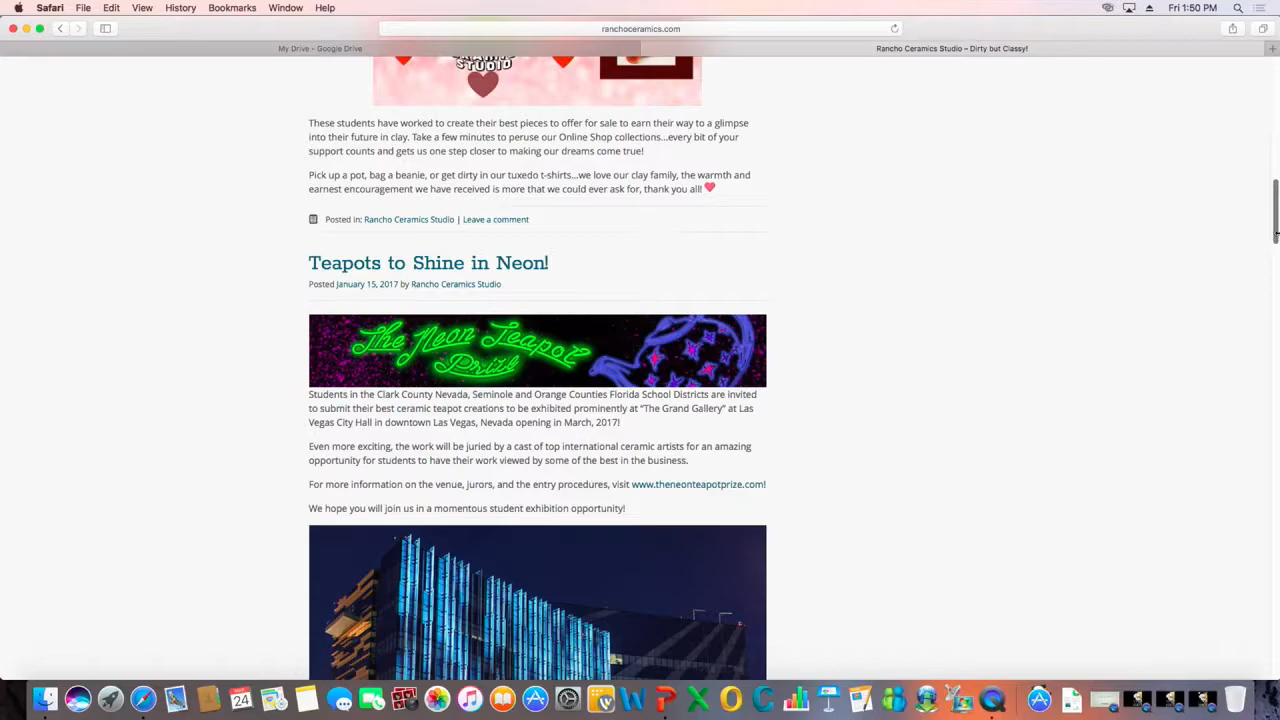 Safari File Edit View History Bookmarks Window Help Fri 1:50 PM
ranchoceramics.com
My Drive - Google Drive Rancho Ceramics Studio – Dirty but Classy!
STUDIO
These students have worked to create their best pieces to offer for sale to earn their way to a glimpse
into their future in clay. Take a few minutes to peruse our Online Shop collections...every bit of your
support counts and gets us one step closer to making our dreams come true!
Pick up a pot, bag a beanie, or get dirty in our tuxedo t-shirts...we love our clay family, the warmth and
earnest encouragement we have received is more that we could ever ask for, thank you all!
Posted in: Rancho Ceramics Studio | Leave a comment
Teapots to Shine in Neon!
Posted January 15, 2017 by Rancho Ceramics Studio
The Neon Teapot
Prize
Students in the Clark County Nevada, Seminole and Orange Counties Florida School Districts are invited
to submit their best ceramic teapot creations to be exhibited prominently at “The Grand Gallery” at Las
Vegas City Hall in downtown Las Vegas, Nevada opening in March, 2017!
Even more exciting, the work will be juried by a cast of top international ceramic artists for an amazing
opportunity for students to have their work viewed by some of the best in the business.
For more information on the venue, jurors, and the entry procedures, visit www.theneonteapotprize.com!
We hope you will join us in a momentous student exhibition opportunity!
24